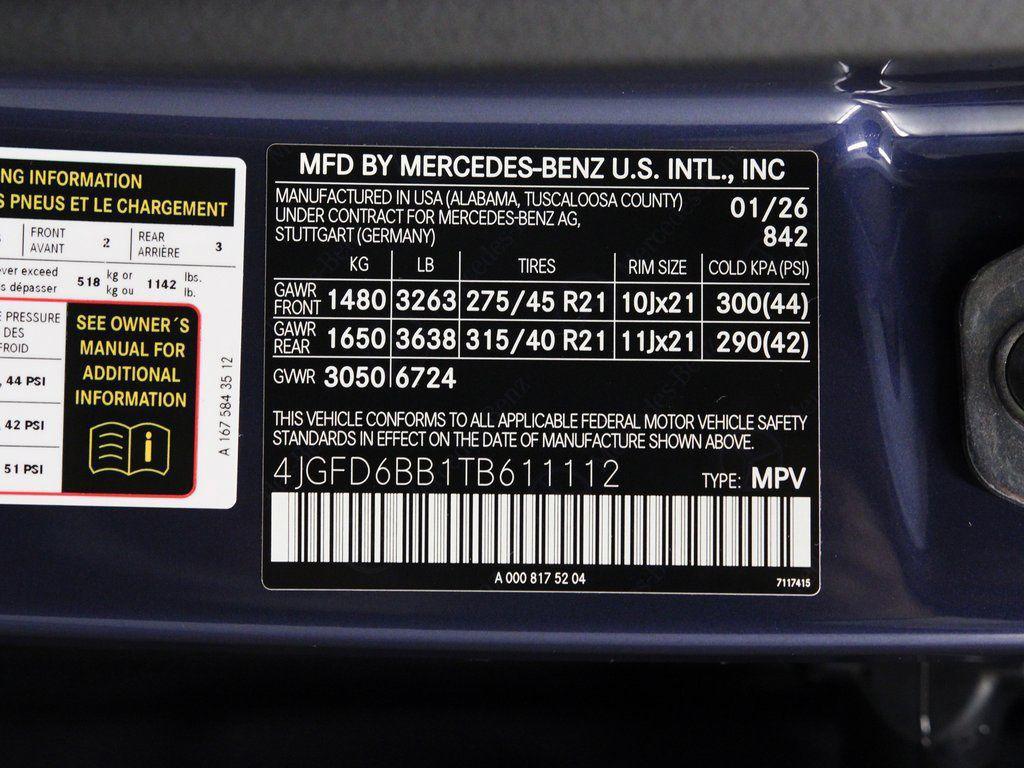 NG INFORMATION
S PNEUS ET LE CHARGEMENT
FRONT AVANT 2 REAR ARRIÈRE 3
ver exceed 518 kg or 1142 lbs.
s dépasser kg ou lb.
PRESSURE
DES
FROID
, 44 PSI
, 42 PSI
51 PSI
SEE OWNER´S
MANUAL FOR
ADDITIONAL
INFORMATION
A 167 584 35 12
MFD BY MERCEDES-BENZ U.S. INTL., INC
MANUFACTURED IN USA (ALABAMA, TUSCALOOSA COUNTY) 01/26
UNDER CONTRACT FOR MERCEDES-BENZ AG,
STUTTGART (GERMANY) 842
KG LB TIRES RIM SIZE COLD KPA (PSI)
GAWR FRONT 1480 3263 275/45 R21 10Jx21 300(44)
GAWR REAR 1650 3638 315/40 R21 11Jx21 290(42)
GVWR 3050 6724
THIS VEHICLE CONFORMS TO ALL APPLICABLE FEDERAL MOTOR VEHICLE SAFETY
STANDARDS IN EFFECT ON THE DATE OF MANUFACTURE SHOWN ABOVE.
4JGFD6BB1TB611112 TYPE: MPV
A 000 817 52 04
7117415